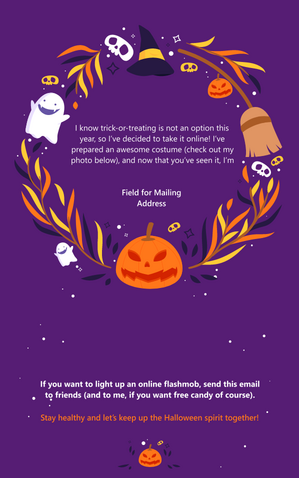 I know trick-or-treating is not an option this
year, so I've decided to take it online! I've
prepared an awesome costume (check out my
photo below), and now that you've seen it, I'm
Field for Mailing
Address
If you want to light up an online flashmob, send this email
to friends (and to me, if you want free candy of course).
Stay healthy and let's keep up the Halloween spirit together!